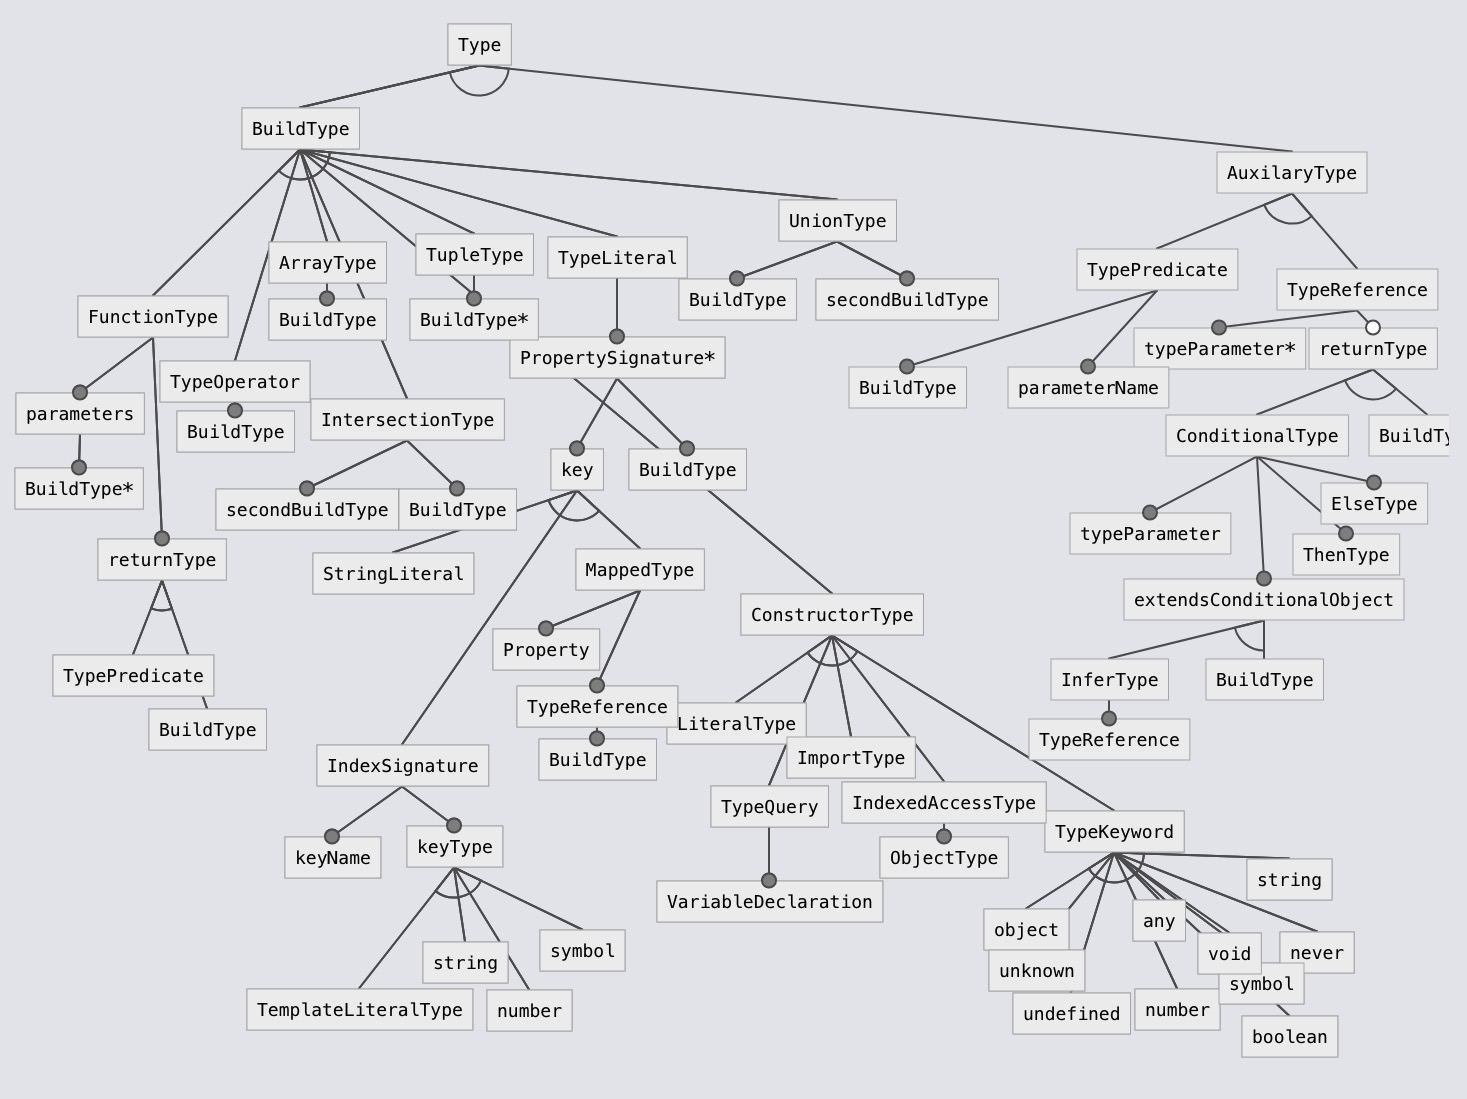 Type
BuildType
AuxilaryType
UnionType
ArrayType
TupleType
TypeLiteral
TypePredicate
TypeReference
FunctionType
BuildType
BuildType*
BuildType
secondBuildType
PropertySignature*
typeParameter*
returnType
TypeOperator
BuildType
parameterName
parameters
BuildType
IntersectionType
ConditionalType
BuildTy
BuildType*
key
BuildType
secondBuildType
BuildType
ElseType
typeParameter
ThenType
returnType
StringLiteral
MappedType
extendsConditionalObject
ConstructorType
Property
TypePredicate
InferType
BuildType
TypeReference
LiteralType
BuildType
TypeReference
BuildType
ImportType
IndexSignature
TypeQuery
IndexedAccessType
TypeKeyword
keyName
keyType
ObjectType
string
VariableDeclaration
object
any
void
never
string
symbol
unknown
symbol
TemplateLiteralType
number
undefined
number
boolean